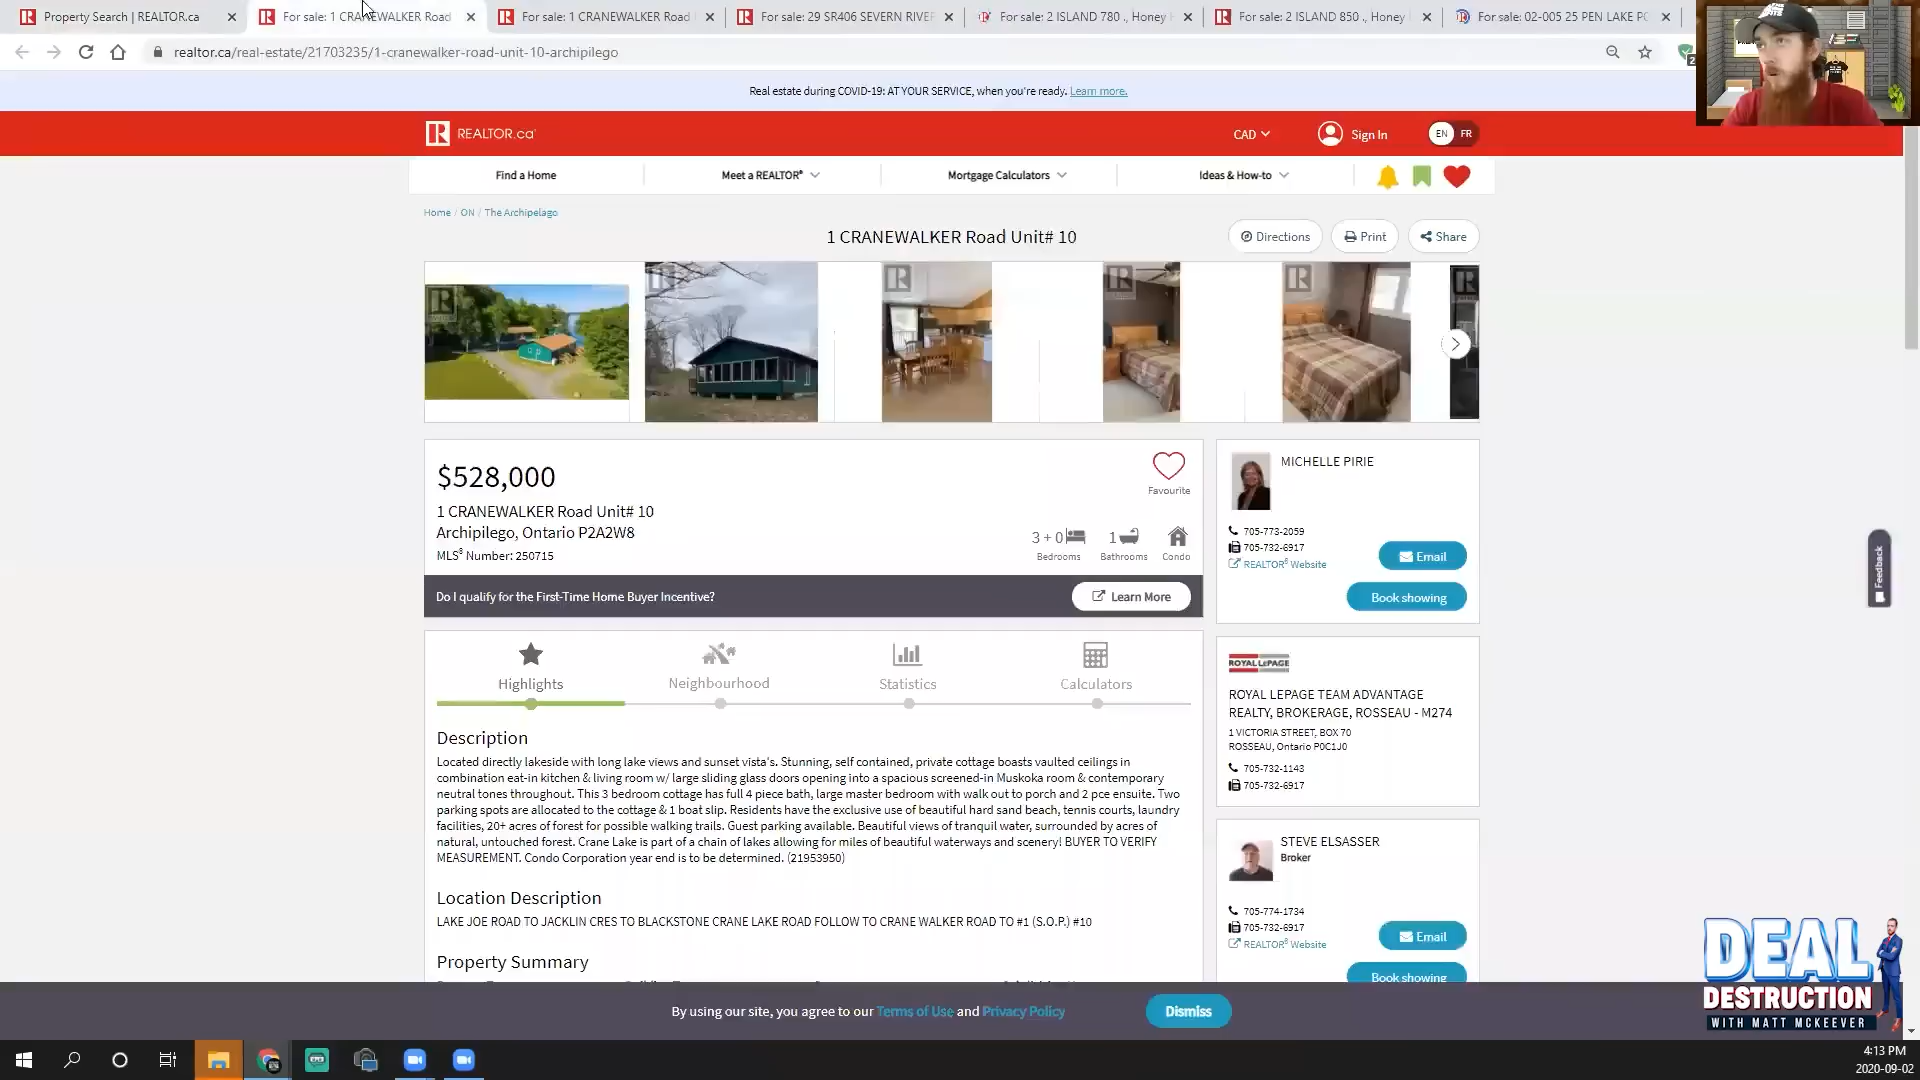 Property Search | REALTOR.ca
For sale: 1 CRANEWALKER Road
For sale: 1 CRANEWALKER Road
For sale: 29 SR406 SEVERN RIVER
For sale: 2 ISLAND 780 ., Honey H
For sale: 2 ISLAND 850 ., Honey H
For sale: 02-005 25 PEN LAKE PO
realtor.ca/real-estate/21703235/1-cranewalker-road-unit-10-archipilego
Real estate during COVID-19: AT YOUR SERVICE, when you're ready. Learn more.
REALTOR.ca
CAD
Sign In
EN FR
Find a Home
Meet a REALTOR®
Mortgage Calculators
Ideas & How-to
Home / ON / The Archipelago
1 CRANEWALKER Road Unit# 10
Directions
Print
Share
$528,000
Favourite
1 CRANEWALKER Road Unit# 10
Archipilego, Ontario P2A2W8
MLS® Number: 250715
3 + 0
Bedrooms
1
Bathrooms
Condo
Do I qualify for the First-Time Home Buyer Incentive?
Learn More
Highlights
Neighbourhood
Statistics
Calculators
Description
Located directly lakeside with long lake views and sunset vista's. Stunning, self contained, private cottage boasts vaulted ceilings in
combination eat-in kitchen & living room w/ large sliding glass doors opening into a spacious screened-in Muskoka room & contemporary
neutral tones throughout. This 3 bedroom cottage has full 4 piece bath, large master bedroom with walk out to porch and 2 pce ensuite. Two
parking spots are allocated to the cottage & 1 boat slip. Residents have the exclusive use of beautiful hard sand beach, tennis courts, laundry
facilities, 20+ acres of forest for possible walking trails. Guest parking available. Beautiful views of tranquil water, surrounded by acres of
natural, untouched forest. Crane Lake is part of a chain of lakes allowing for miles of beautiful waterways and scenery! BUYER TO VERIFY
MEASUREMENT. Condo Corporation year end is to be determined. (21953950)
Location Description
LAKE JOE ROAD TO JACKLIN CRES TO BLACKSTONE CRANE LAKE ROAD FOLLOW TO CRANE WALKER ROAD TO #1 (S.O.P.) #10
Property Summary
MICHELLE PIRIE
705-773-2059
705-732-6917
REALTOR® Website
Email
Book showing
ROYAL LEPAGE
ROYAL LEPAGE TEAM ADVANTAGE
REALTY, BROKERAGE, ROSSEAU - M274
1 VICTORIA STREET, BOX 70
ROSSEAU, Ontario P0C1J0
705-732-1143
705-732-6917
STEVE ELSASSER
Broker
705-774-1734
705-732-6917
REALTOR® Website
Email
Book showing
Feedback
By using our site, you agree to our Terms of Use and Privacy Policy
Dismiss
DEAL
DESTRUCTION
WITH MATT MCKEEVER
4:13 PM
2020-09-02